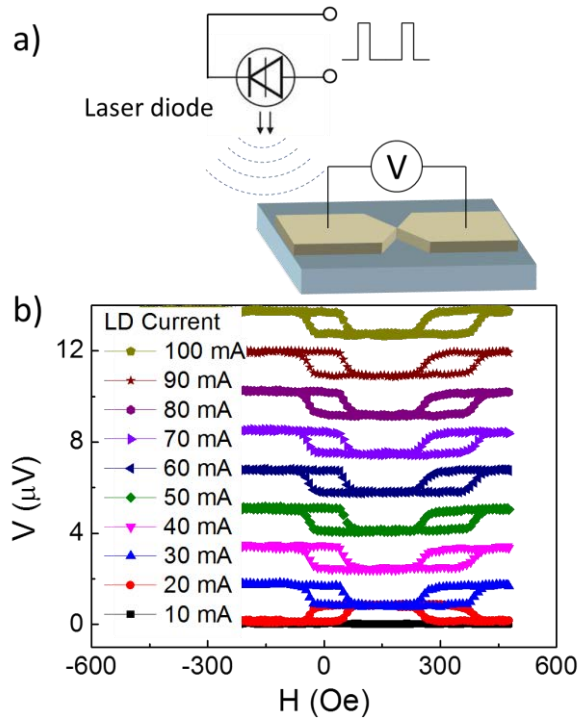 a)
Laser diode
V
b)
LD Current
100 mA
90 mA
80 mA
70 mA
60 mA
50 mA
40 mA
30 mA
20 mA
10 mA
12
8
4
0
V (μV)
-600 -300 0 300 600
H (Oe)